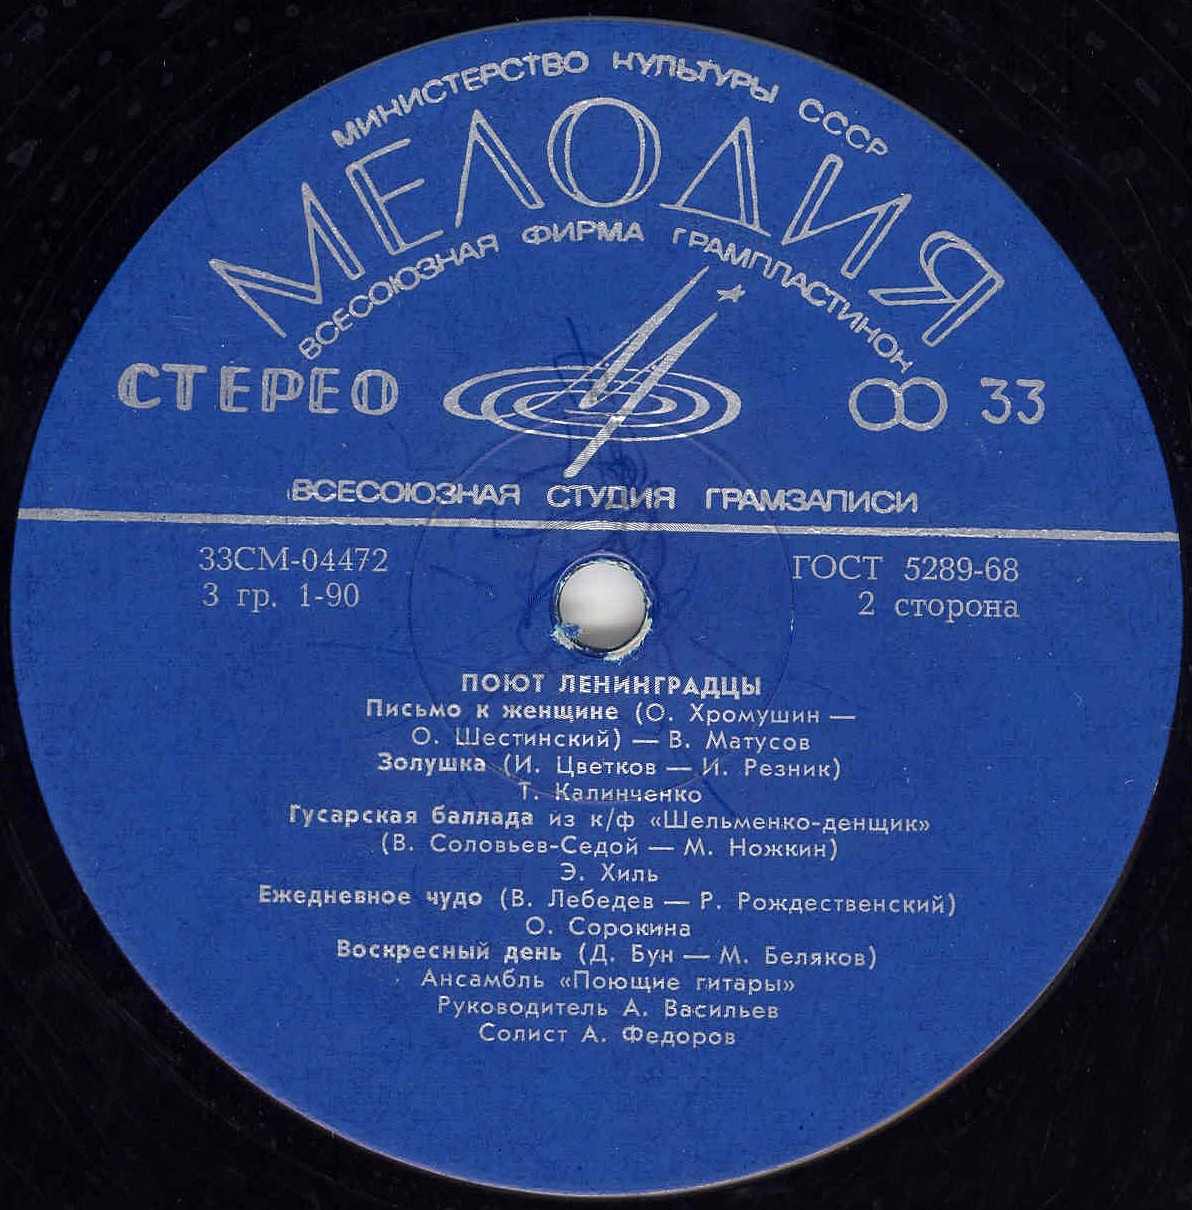 МИНИСТЕРСТВО КУЛЬТУРЫ СССР
МЕЛОДИЯ
ВСЕСОЮЗНАЯ ФИРМА ГРАМПЛАСТИНОК
СТЕРЕО
33
ВСЕСОЮЗНАЯ СТУДИЯ ГРАМЗАПИСИ
33СМ-04472
ГОСТ 5289-68
3 гр. 1-90
2 сторона
ПОЮТ ЛЕНИНГРАДЦЫ
Письмо к женщине (О. Хромушин —
О. Шестинский) — В. Матусов
Золушка (И. Цветков — И. Резник)
Т. Калинченко
Гусарская баллада из к/ф «Шельменко-денщик»
(В. Соловьев-Седой — М. Ножкин)
Э. Хиль
Ежедневное чудо (В. Лебедев — Р. Рождественский)
О. Сорокина
Воскресный день (Д. Бун — М. Беляков)
Ансамбль «Поющие гитары»
Руководитель А. Васильев
Солист А. Федоров